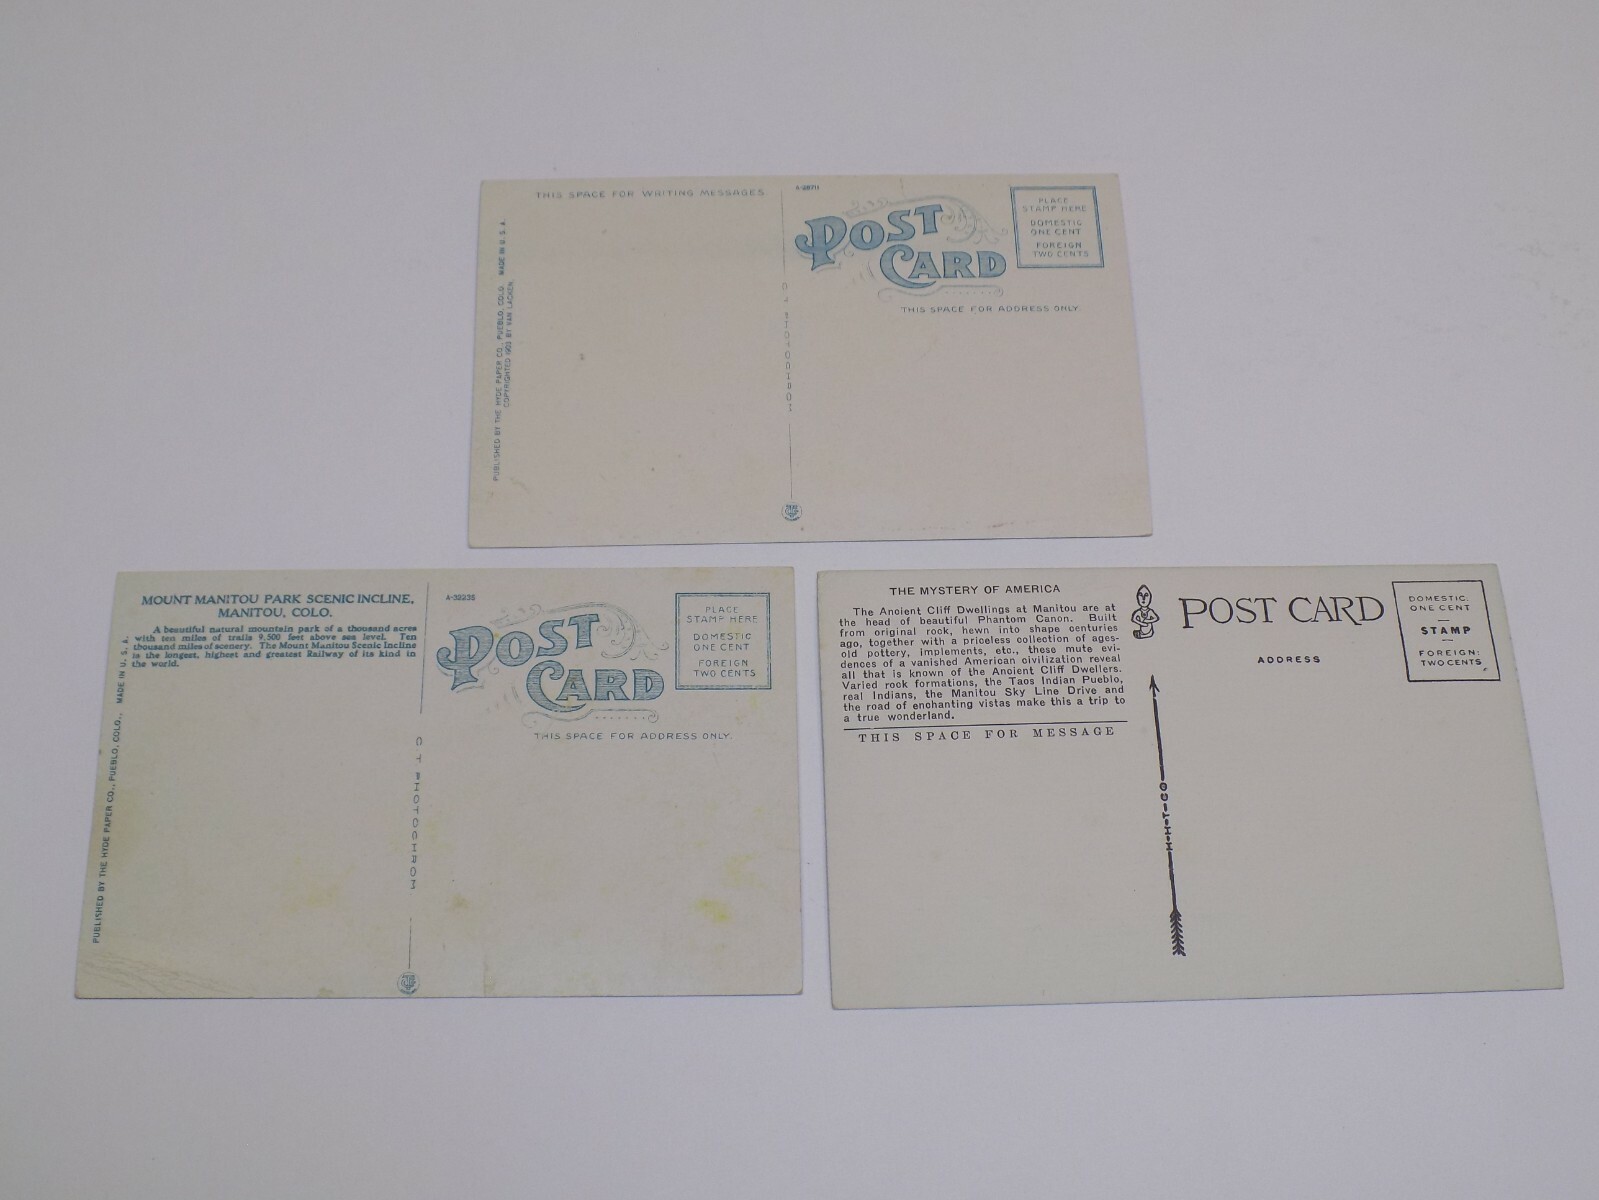 THIS SPACE FOR WRITING MESSAGES
POST
CARD
PLACE
STAMP HERE
DOMESTIC
ONE CENT
FOREIGN
TWO CENTS
THIS SPACE FOR ADDRESS ONLY.
PUBLISHED BY THE HYDE PAPER CO., PUEBLO, COLO. MADE IN U. S. A.
COPYRIGHTED 1903 BY VAN LACKEN
MOUNT MANITOU PARK SCENIC INCLINE,
MANITOU, COLO.
A beautiful natural mountain park of a thousand acres
with ten miles of trails 9,500 feet above sea level. Ten
thousand miles of scenery. The Mount Manitou Scenic Incline
is the longest, highest and greatest Railway of its kind in
the world.
PUBLISHED BY THE HYDE PAPER CO., PUEBLO, COLO., MADE IN U. S. A.
A-32235
C T PHOTOCHROM
POST
CARD
PLACE
STAMP HERE
DOMESTIC
ONE CENT
FOREIGN
TWO CENTS
THIS SPACE FOR ADDRESS ONLY.
THE MYSTERY OF AMERICA
The Ancient Cliff Dwellings at Manitou are at
the head of beautiful Phantom Canon. Built
from original rock, hewn into shape centuries
ago, together with a priceless collection of ages-
old pottery, implements, etc., these mute evi-
dences of a vanished American civilization reveal
all that is known of the Ancient Cliff Dwellers.
Varied rock formations, the Taos Indian Pueblo,
real Indians, the Manitou Sky Line Drive and
the road of enchanting vistas make this a trip to
a true wonderland.
THIS SPACE FOR MESSAGE
H-H-T-CO
POST CARD
ADDRESS
DOMESTIC.
ONE CENT
STAMP
FOREIGN:
TWO CENTS